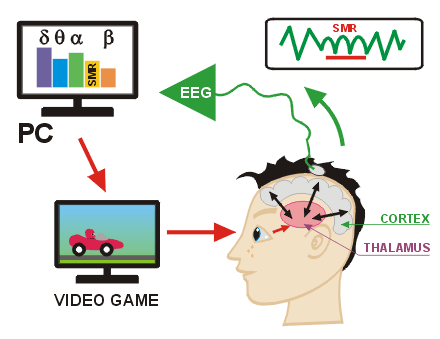 δ θ α β
SMR
PC
EEG
SMR
CORTEX
THALAMUS
VIDEO GAME